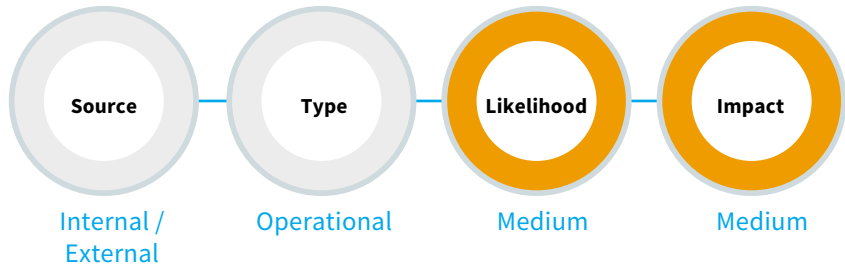 Source
Type
Likelihood
Impact
Internal /
External
Operational
Medium
Medium